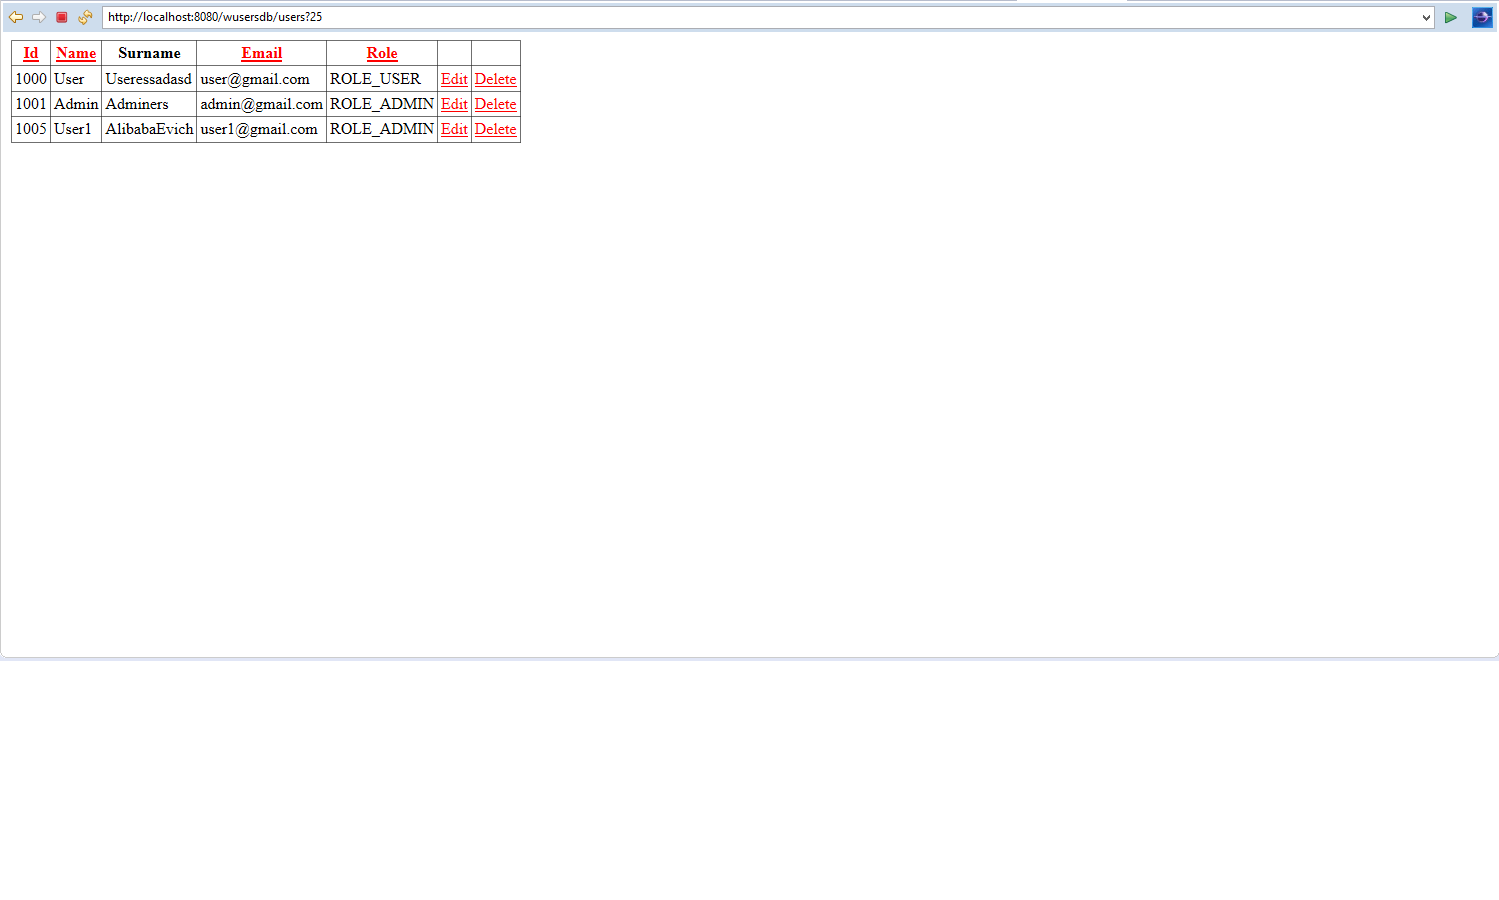 http://localhost:8080/wusersdb/users?25
Id Name Surname Email Role
1000 User Useressadasd user@gmail.com ROLE_USER Edit Delete
1001 Admin Adminers admin@gmail.com ROLE_ADMIN Edit Delete
1005 User1 AlibabaEvich user1@gmail.com ROLE_ADMIN Edit Delete